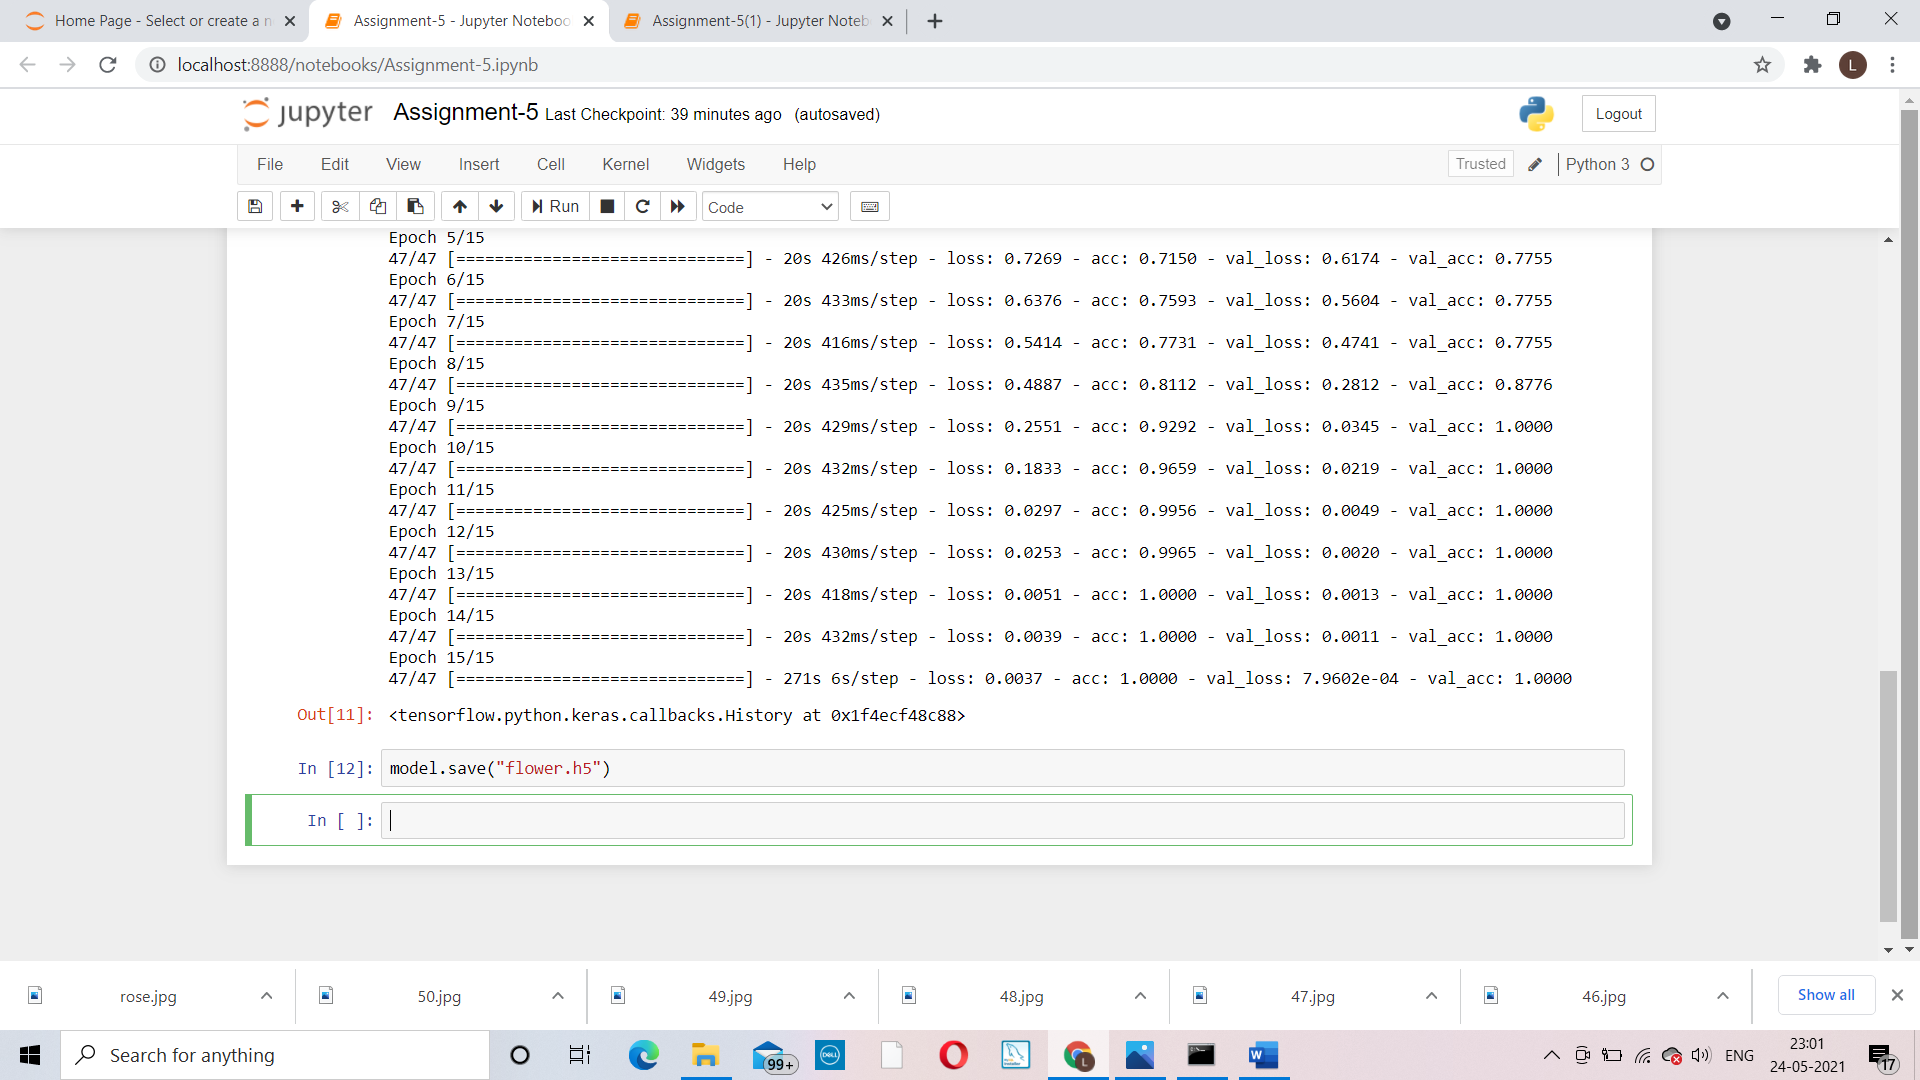 Home Page - Select or create a n
Assignment-5 - Jupyter Noteboo
Assignment-5(1) - Jupyter Noteb
localhost:8888/notebooks/Assignment-5.ipynb
L
jupyter Assignment-5 Last Checkpoint: 39 minutes ago (autosaved)
Logout
File Edit View Insert Cell Kernel Widgets Help
Trusted Python 3
Run Code
Epoch 5/15
47/47 [==============================] - 20s 426ms/step - loss: 0.7269 - acc: 0.7150 - val_loss: 0.6174 - val_acc: 0.7755
Epoch 6/15
47/47 [==============================] - 20s 433ms/step - loss: 0.6376 - acc: 0.7593 - val_loss: 0.5604 - val_acc: 0.7755
Epoch 7/15
47/47 [==============================] - 20s 416ms/step - loss: 0.5414 - acc: 0.7731 - val_loss: 0.4741 - val_acc: 0.7755
Epoch 8/15
47/47 [==============================] - 20s 435ms/step - loss: 0.4887 - acc: 0.8112 - val_loss: 0.2812 - val_acc: 0.8776
Epoch 9/15
47/47 [==============================] - 20s 429ms/step - loss: 0.2551 - acc: 0.9292 - val_loss: 0.0345 - val_acc: 1.0000
Epoch 10/15
47/47 [==============================] - 20s 432ms/step - loss: 0.1833 - acc: 0.9659 - val_loss: 0.0219 - val_acc: 1.0000
Epoch 11/15
47/47 [==============================] - 20s 425ms/step - loss: 0.0297 - acc: 0.9956 - val_loss: 0.0049 - val_acc: 1.0000
Epoch 12/15
47/47 [==============================] - 20s 430ms/step - loss: 0.0253 - acc: 0.9965 - val_loss: 0.0020 - val_acc: 1.0000
Epoch 13/15
47/47 [==============================] - 20s 418ms/step - loss: 0.0051 - acc: 1.0000 - val_loss: 0.0013 - val_acc: 1.0000
Epoch 14/15
47/47 [==============================] - 20s 432ms/step - loss: 0.0039 - acc: 1.0000 - val_loss: 0.0011 - val_acc: 1.0000
Epoch 15/15
47/47 [==============================] - 271s 6s/step - loss: 0.0037 - acc: 1.0000 - val_loss: 7.9602e-04 - val_acc: 1.0000
Out[11]: <tensorflow.python.keras.callbacks.History at 0x1f4ecf48c88>
In [12]: model.save("flower.h5")
In [ ]:
rose.jpg 50.jpg 49.jpg 48.jpg 47.jpg 46.jpg Show all
Search for anything
99+
DELL
L
ENG
23:01
24-05-2021
17